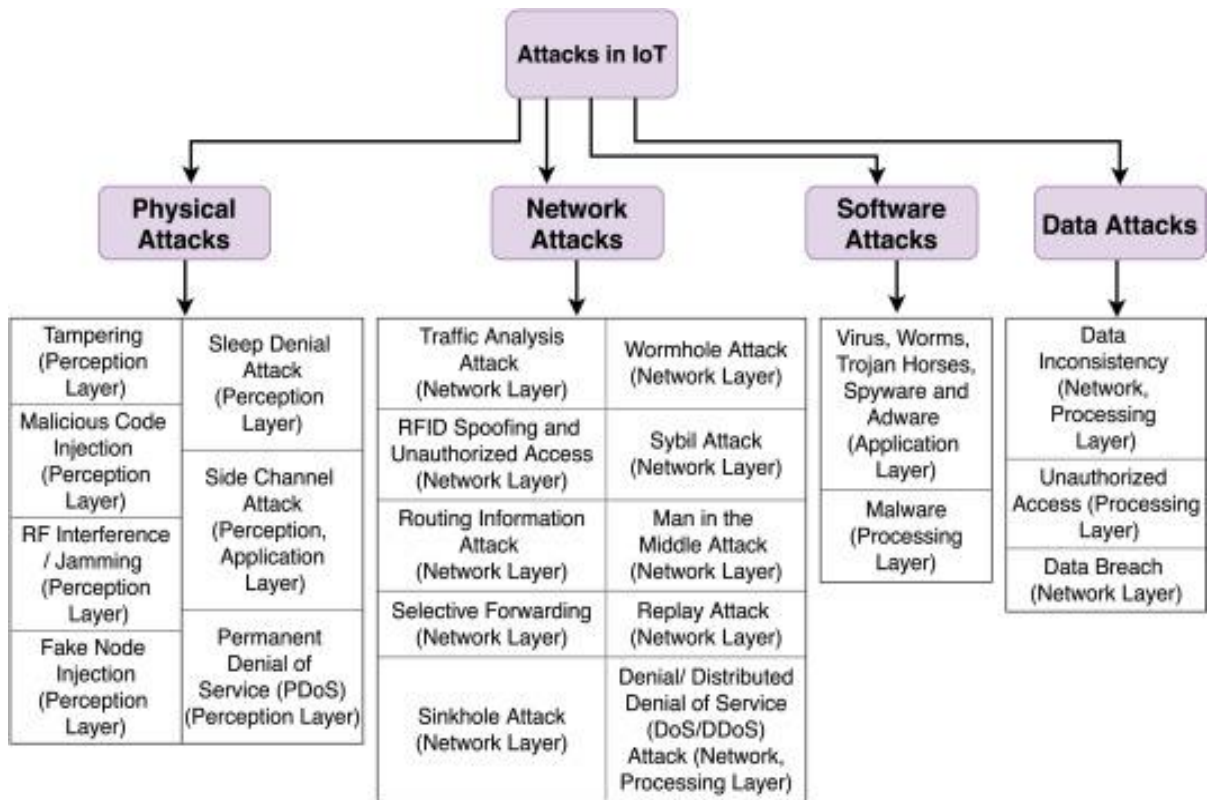 Attacks in IoT
Physical
Attacks
Network
Attacks
Software
Attacks
Data Attacks
Tampering
(Perception
Layer)
Malicious Code
Injection
(Perception
Layer)
RF Interference
/ Jamming
(Perception
Layer)
Fake Node
Injection
(Perception
Layer)
Sleep Denial
Attack
(Perception
Layer)
Side Channel
Attack
(Perception,
Application
Layer)
Permanent
Denial of
Service (PDoS)
(Perception Layer)
Traffic Analysis
Attack
(Network Layer)
RFID Spoofing and
Unauthorized Access
(Network Layer)
Routing Information
Attack
(Network Layer)
Selective Forwarding
(Network Layer)
Sinkhole Attack
(Network Layer)
Wormhole Attack
(Network Layer)
Sybil Attack
(Network Layer)
Man in the
Middle Attack
(Network Layer)
Replay Attack
(Network Layer)
Denial/ Distributed
Denial of Service
(DoS/DDoS)
Attack (Network,
Processing Layer)
Virus, Worms,
Trojan Horses,
Spyware and
Adware
(Application
Layer)
Malware
(Processing
Layer)
Data
Inconsistency
(Network,
Processing
Layer)
Unauthorized
Access (Processing
Layer)
Data Breach
(Network Layer)